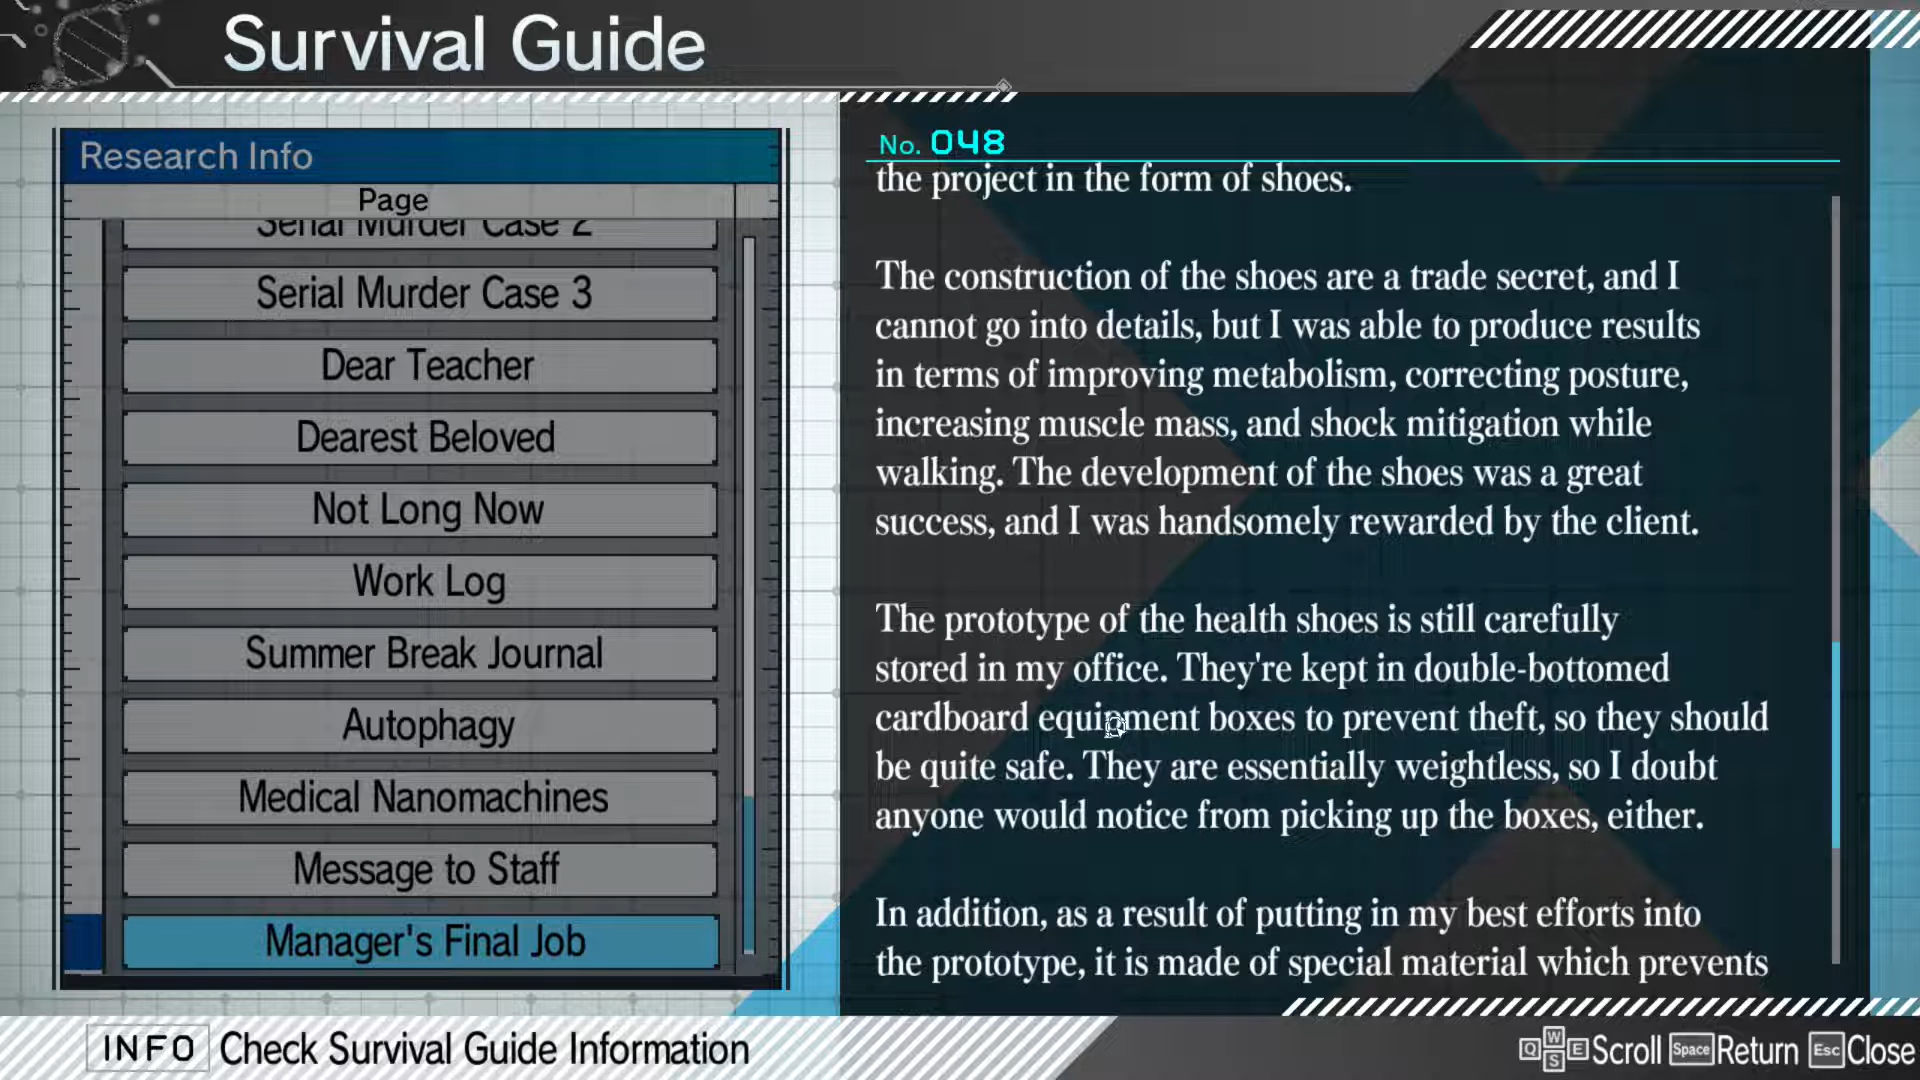 Survival Guide
Research Info
Page
Serial Murder Case 2
Serial Murder Case 3
Dear Teacher
Dearest Beloved
Not Long Now
Work Log
Summer Break Journal
Autophagy
Medical Nanomachines
Message to Staff
Manager's Final Job
No. 048
the project in the form of shoes.
The construction of the shoes are a trade secret, and I
cannot go into details, but I was able to produce results
in terms of improving metabolism, correcting posture,
increasing muscle mass, and shock mitigation while
walking. The development of the shoes was a great
success, and I was handsomely rewarded by the client.
The prototype of the health shoes is still carefully
stored in my office. They're kept in double-bottomed
cardboard equipment boxes to prevent theft, so they should
be quite safe. They are essentially weightless, so I doubt
anyone would notice from picking up the boxes, either.
In addition, as a result of putting in my best efforts into
the prototype, it is made of special material which prevents
INFO Check Survival Guide Information
Q W S E Scroll Space Return Esc Close